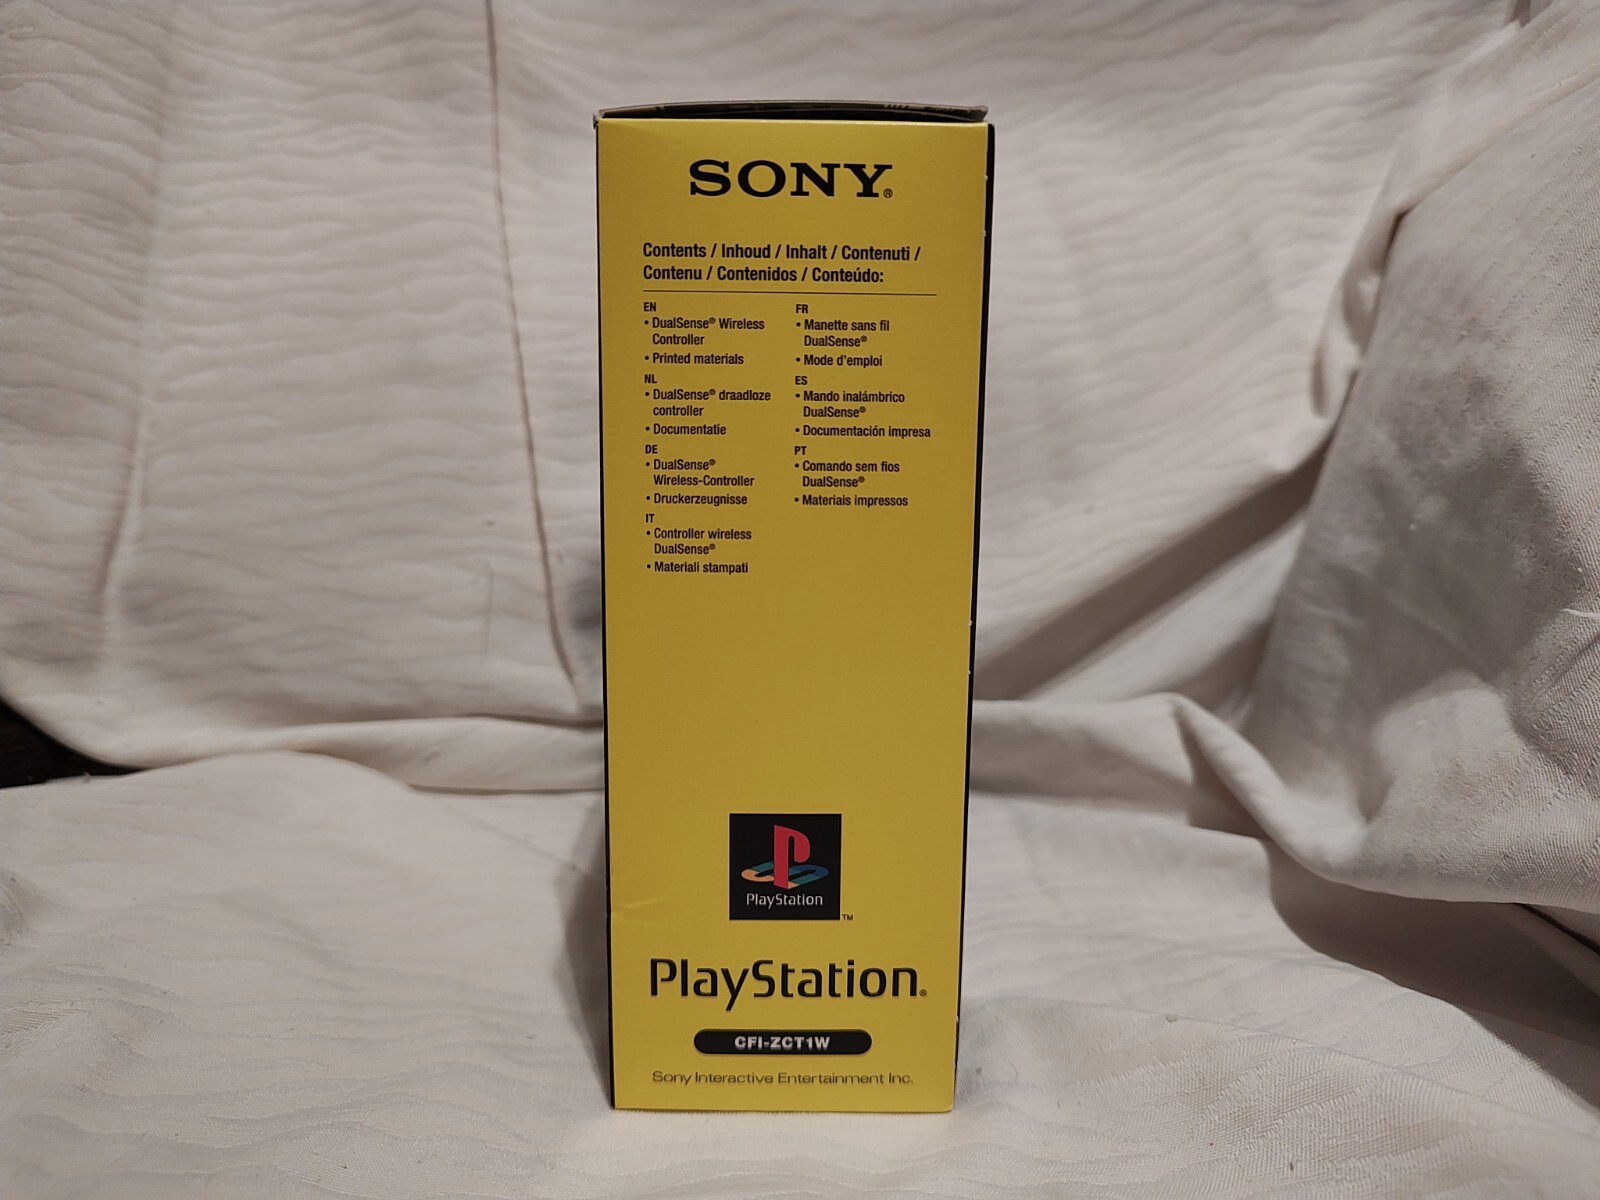 SONY®
Contents / Inhoud / Inhalt / Contenuti /
Contenu / Contenidos / Conteúdo:
EN
• DualSense® Wireless
Controller
• Printed materials
NL
• DualSense® draadloze
controller
• Documentatie
DE
• DualSense®
Wireless-Controller
• Druckerzeugnisse
IT
• Controller wireless
DualSense®
• Materiali stampati
FR
• Manette sans fil
DualSense®
• Mode d'emploi
ES
• Mando inalámbrico
DualSense®
• Documentación impresa
PT
• Comando sem fios
DualSense®
• Materiais impressos
PlayStation
TM
PlayStation®
CFI-ZCT1W
Sony Interactive Entertainment Inc.